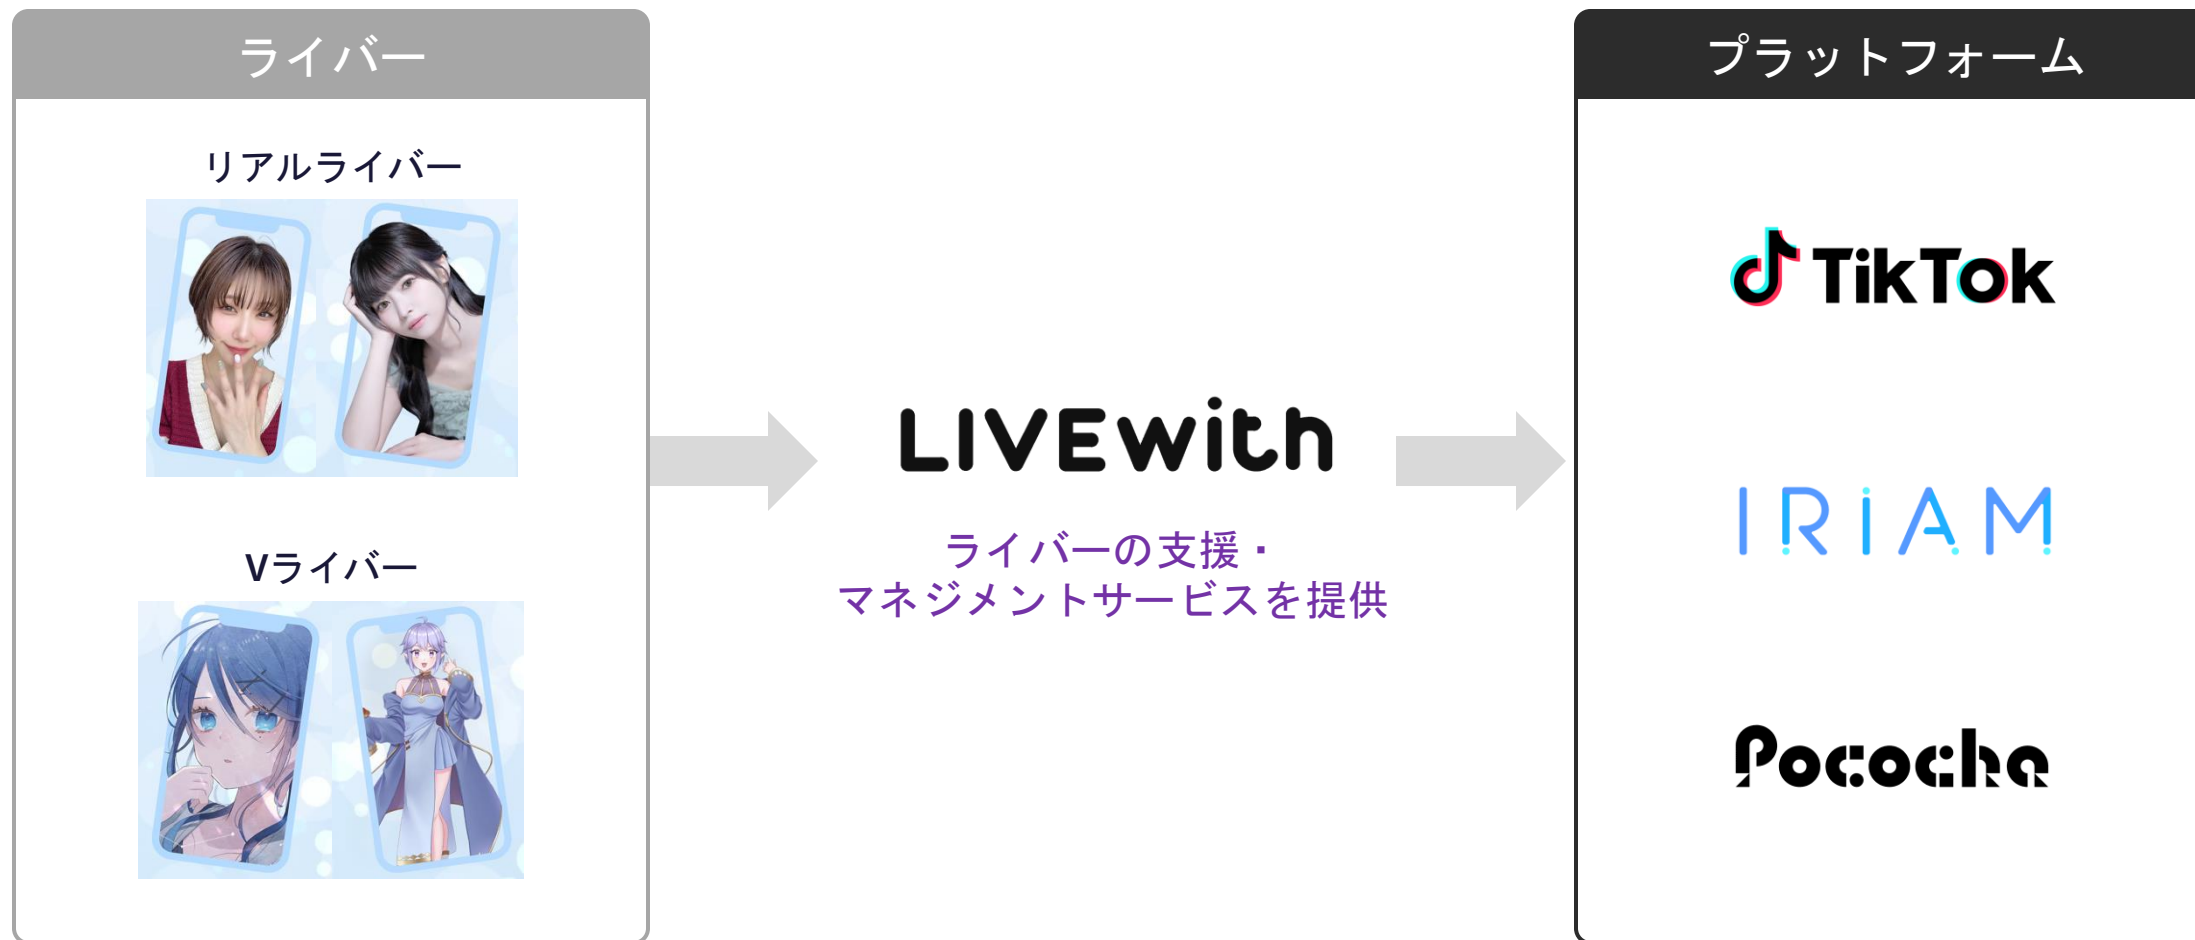 ライバー
リアルライバー
Vライバー
LIVEwith
ライバーの支援・
マネジメントサービスを提供
プラットフォーム
TikTok
IRIAM
Pococha